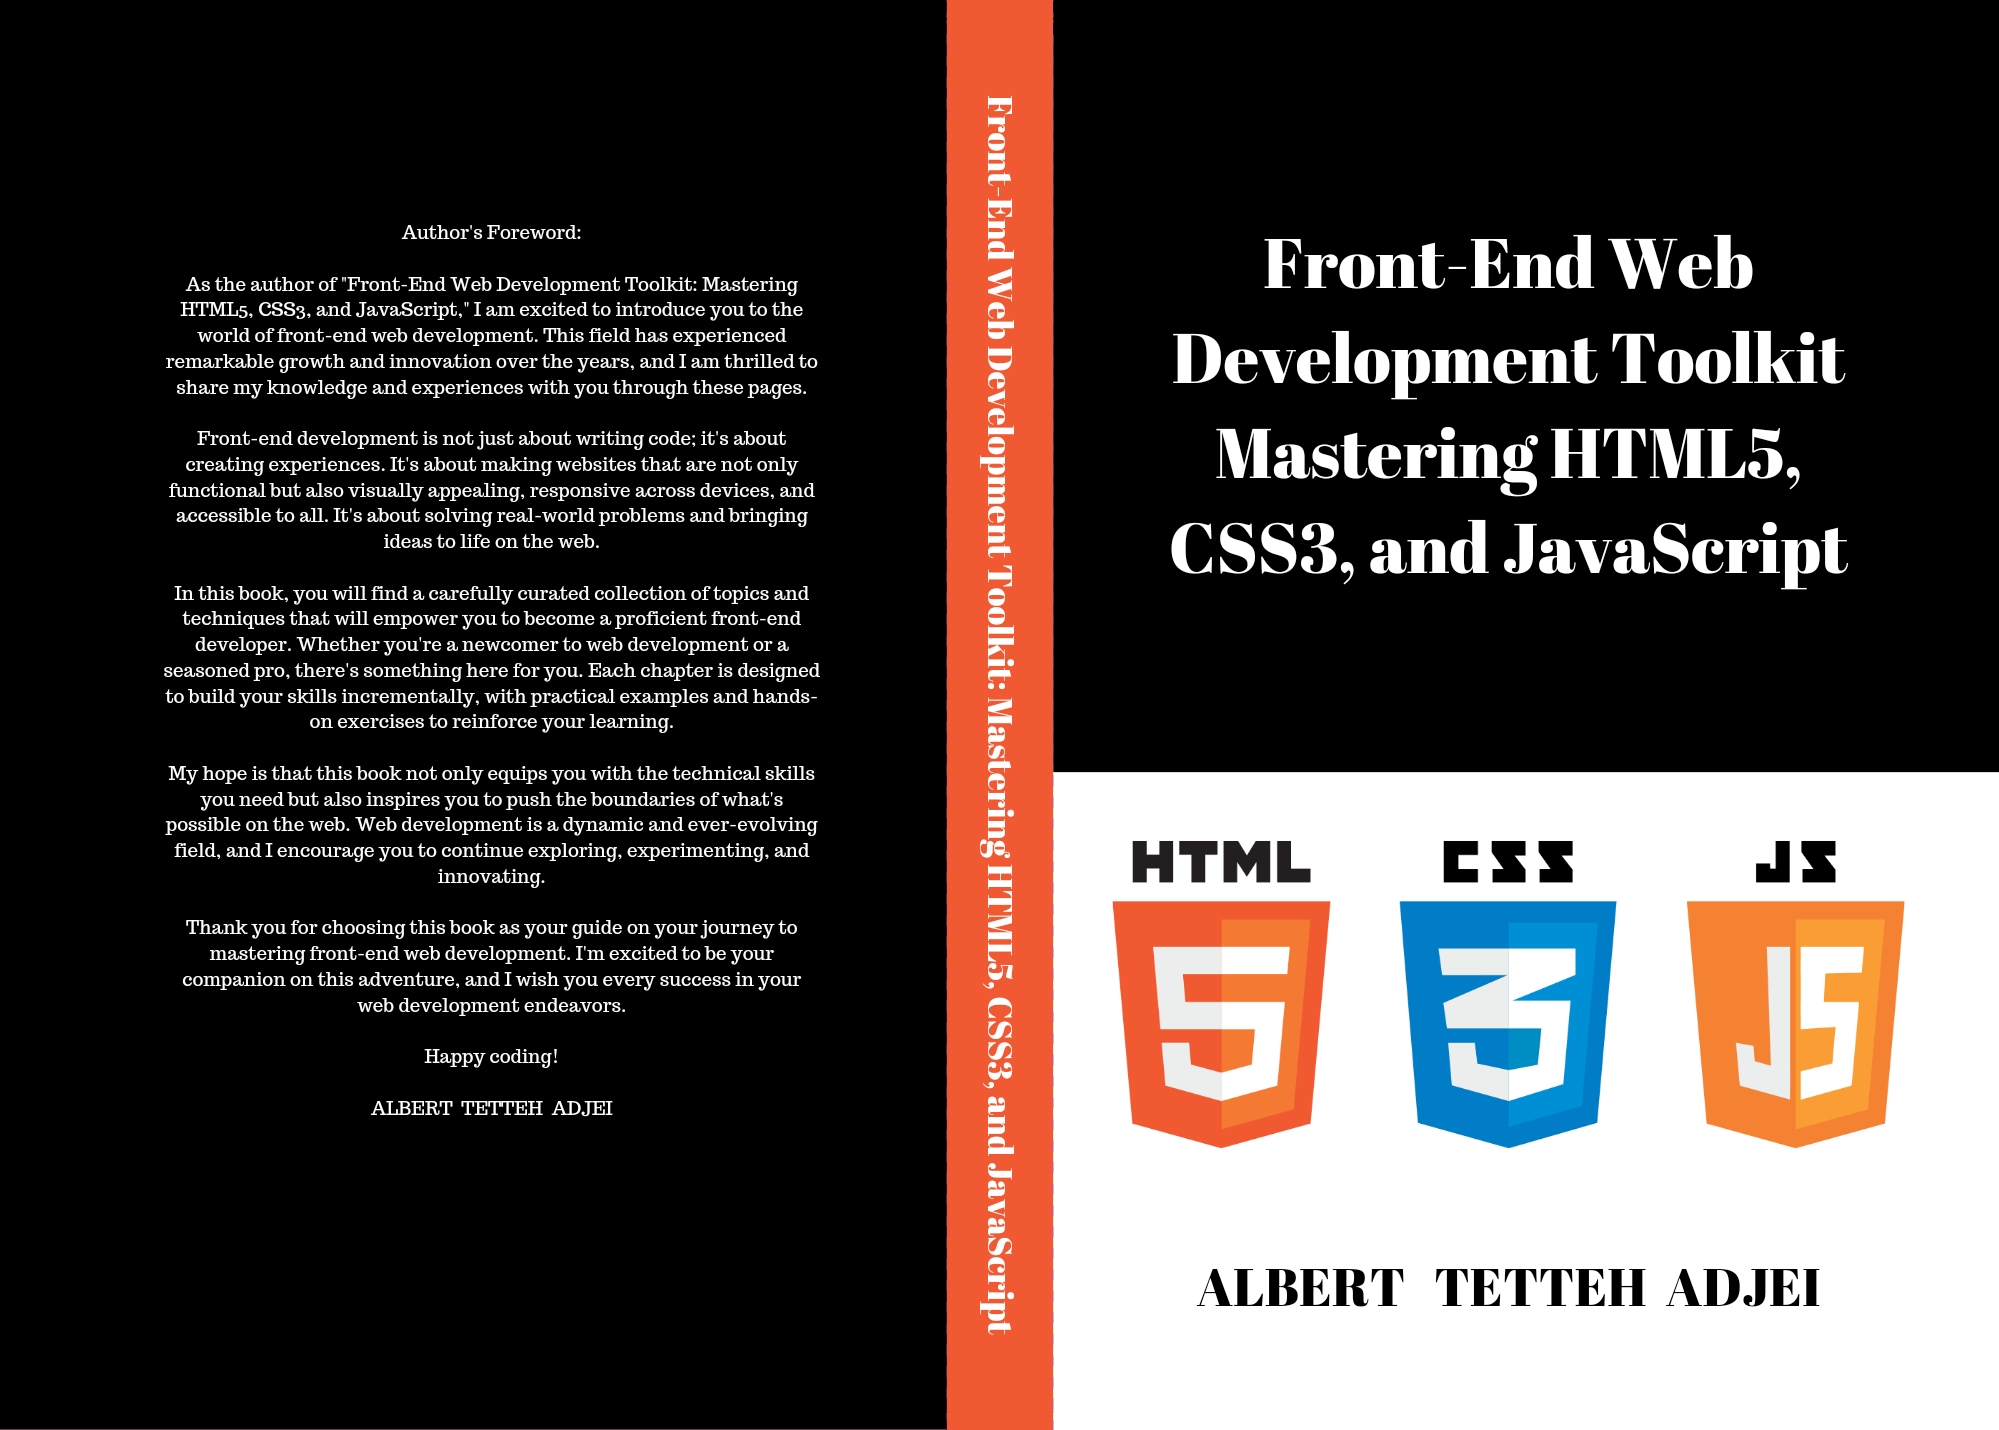 Author's Foreword:
As the author of "Front-End Web Development Toolkit: Mastering
HTML5, CSS3, and JavaScript," I am excited to introduce you to the
world of front-end web development. This field has experienced
remarkable growth and innovation over the years, and I am thrilled to
share my knowledge and experiences with you through these pages.
Front-end development is not just about writing code; it's about
creating experiences. It's about making websites that are not only
functional but also visually appealing, responsive across devices, and
accessible to all. It's about solving real-world problems and bringing
ideas to life on the web.
In this book, you will find a carefully curated collection of topics and
techniques that will empower you to become a proficient front-end
developer. Whether you're a newcomer to web development or a
seasoned pro, there's something here for you. Each chapter is designed
to build your skills incrementally, with practical examples and hands-
on exercises to reinforce your learning.
My hope is that this book not only equips you with the technical skills
you need but also inspires you to push the boundaries of what's
possible on the web. Web development is a dynamic and ever-evolving
field, and I encourage you to continue exploring, experimenting, and
innovating.
Thank you for choosing this book as your guide on your journey to
mastering front-end web development. I'm excited to be your
companion on this adventure, and I wish you every success in your
web development endeavors.
Happy coding!
ALBERT TETTEH ADJEI
Front-End Web Development Toolkit: Mastering HTML5, CSS3, and JavaScript
Front-End Web
Development Toolkit
Mastering HTML5,
CSS3, and JavaScript
HTML CSS JS
5 3 JS
ALBERT TETTEH ADJEI